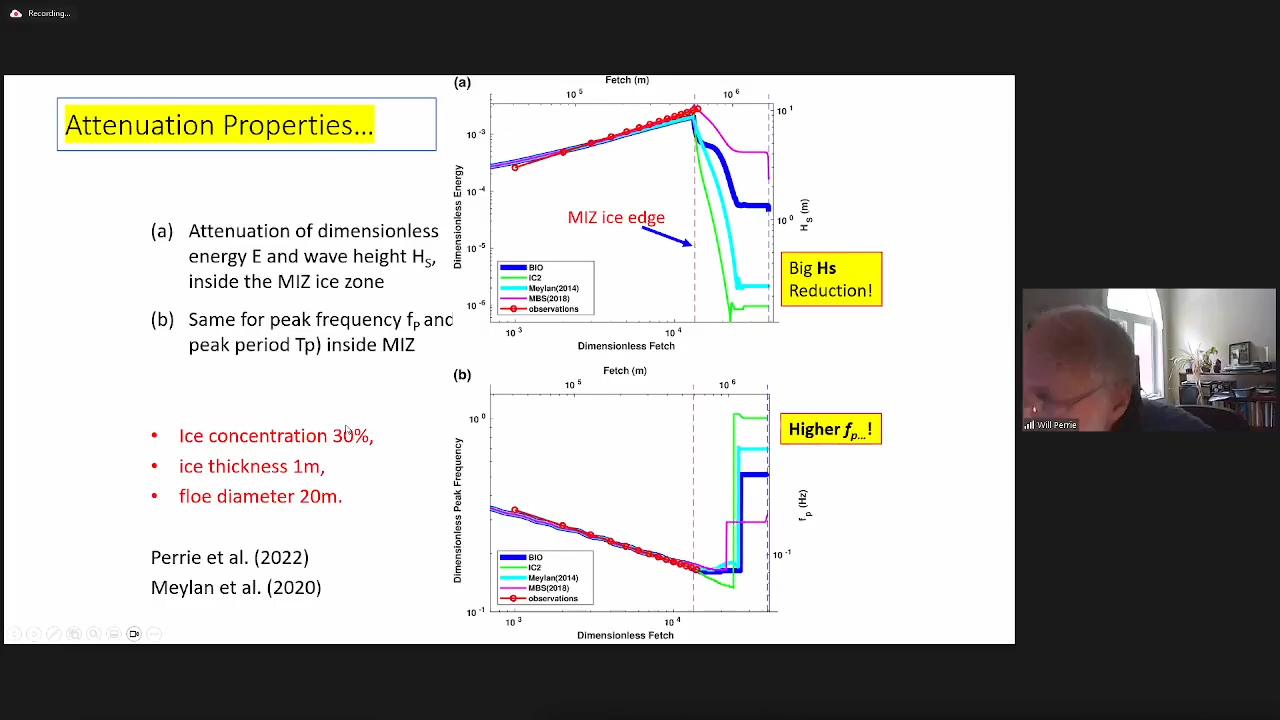 Recording...
Attenuation Properties...
(a) Attenuation of dimensionless
energy E and wave height HS,
inside the MIZ ice zone
(b) Same for peak frequency fP and
peak period Tp) inside MIZ
• Ice concentration 30%,
• ice thickness 1m,
• floe diameter 20m.
Perrie et al. (2022)
Meylan et al. (2020)
(a)
Fetch (m)
10^5 10^6
10^-3
10^-4
10^-5
10^-6
Dimensionless Energy
10^1
10^0
HS (m)
MIZ ice edge
BIO
IC2
Meylan(2014)
MBS(2018)
observations
10^3 10^4
Dimensionless Fetch
Big Hs
Reduction!
(b)
Fetch (m)
10^5 10^6
10^0
10^-1
Dimensionless Peak Frequency
10^-1
fp (Hz)
BIO
IC2
Meylan(2014)
MBS(2018)
observations
10^3 10^4
Dimensionless Fetch
Higher fp...!
Will Perrie